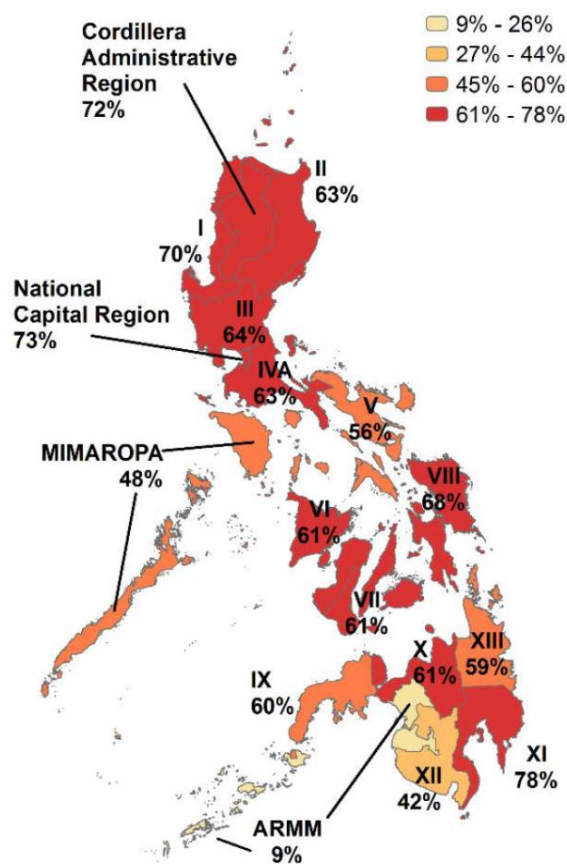 Cordillera
Administrative
Region
72%
9% - 26%
27% - 44%
45% - 60%
61% - 78%
II
63%
I
70%
National
Capital Region
73%
III
64%
IVA
63%
V
56%
MIMAROPA
48%
VIII
68%
VI
61%
VII
61%
XIII
59%
X
61%
IX
60%
XI
78%
XII
42%
ARMM
9%